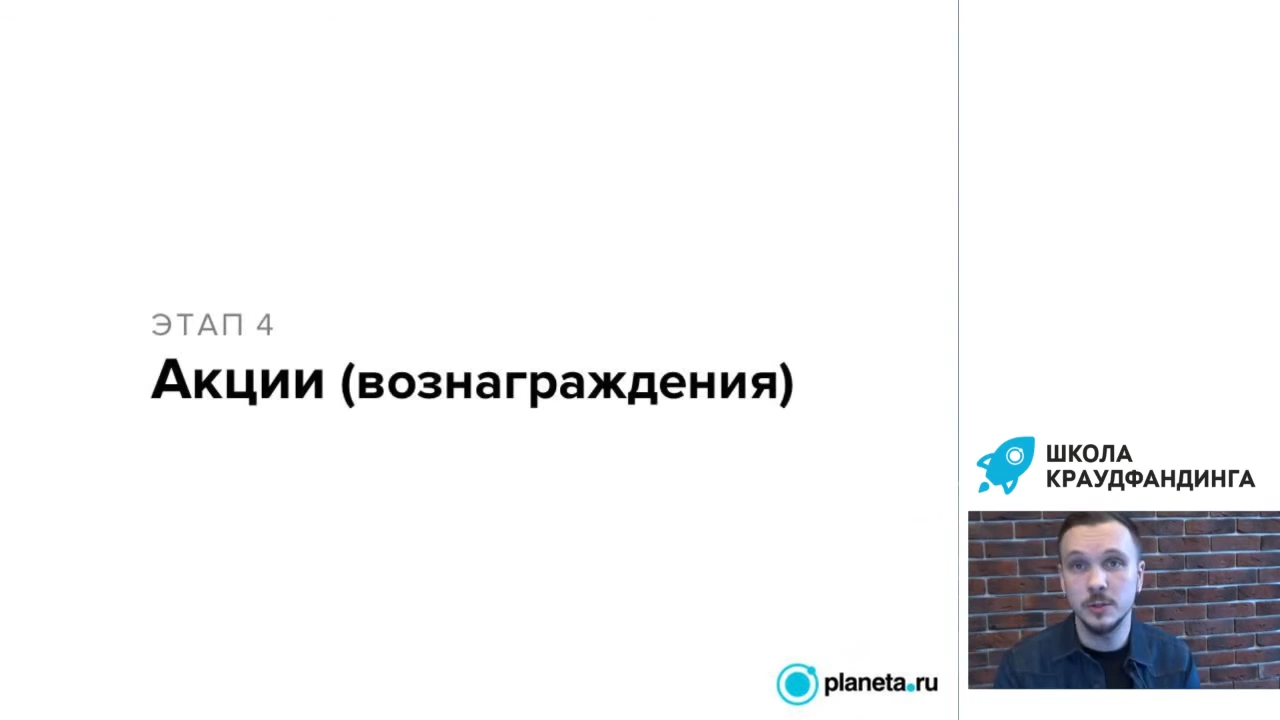 ЭТАП 4
Акции (вознаграждения)
ШКОЛА
КРАУДФАНДИНГА
planeta.ru